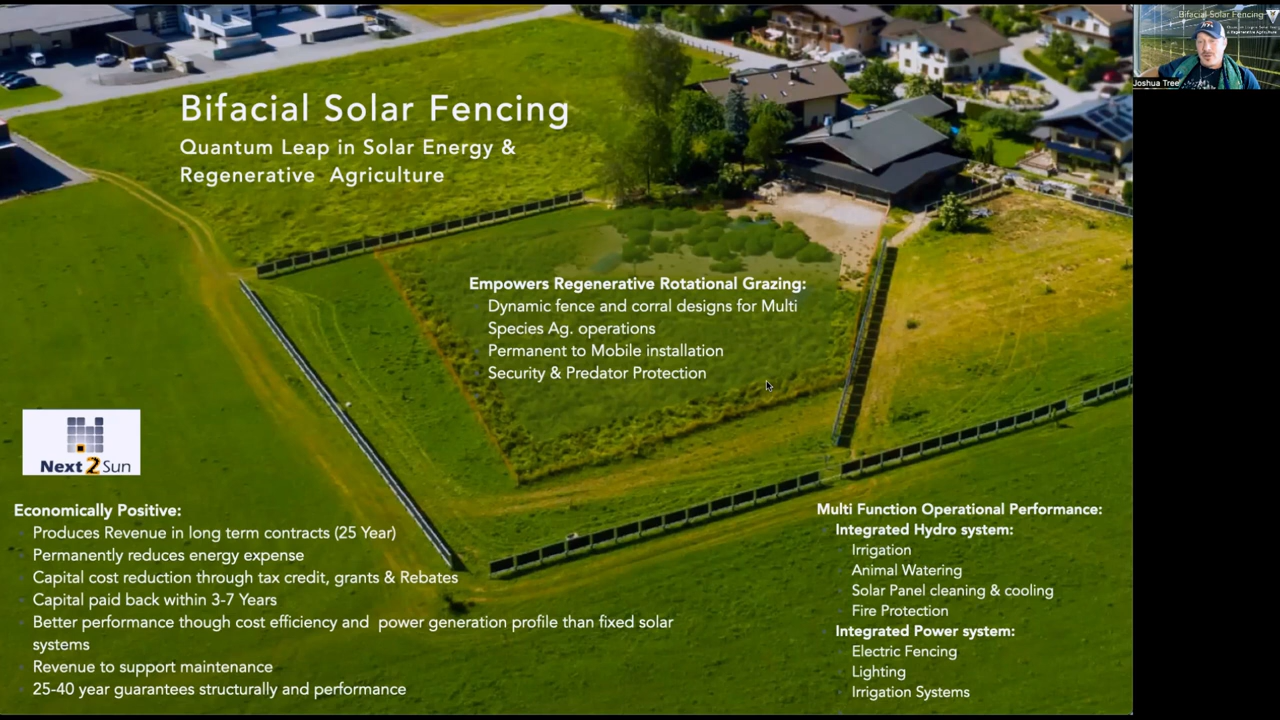 Bifacial Solar Fencing
Quantum Leap in Solar Energy &
Regenerative Agriculture
Empowers Regenerative Rotational Grazing:
Dynamic fence and corral designs for Multi
Species Ag. operations
Permanent to Mobile installation
Security & Predator Protection
Next2Sun
Economically Positive:
Produces Revenue in long term contracts (25 Year)
Permanently reduces energy expense
Capital cost reduction through tax credit, grants & Rebates
Capital paid back within 3-7 Years
Better performance though cost efficiency and power generation profile than fixed solar
systems
Revenue to support maintenance
25-40 year guarantees structurally and performance
Multi Function Operational Performance:
Integrated Hydro system:
Irrigation
Animal Watering
Solar Panel cleaning & cooling
Fire Protection
Integrated Power system:
Electric Fencing
Lighting
Irrigation Systems
Bifacial Solar Fencing
& Regenerative Agriculture
Joshua Tree